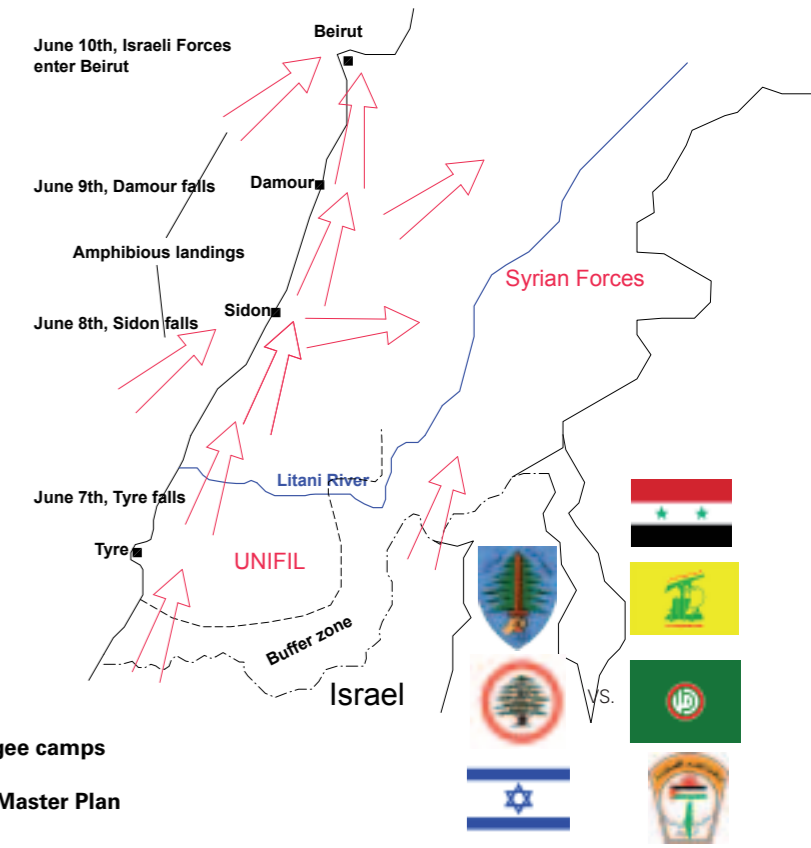 Beirut
June 10th, Israeli Forces
enter Beirut
June 9th, Damour falls
Damour
Amphibious landings
Syrian Forces
Sidon
June 8th, Sidon falls
Litani River
June 7th, Tyre falls
Tyre
UNIFIL
Buffer zone
Israel
VS.
gee camps
Master Plan